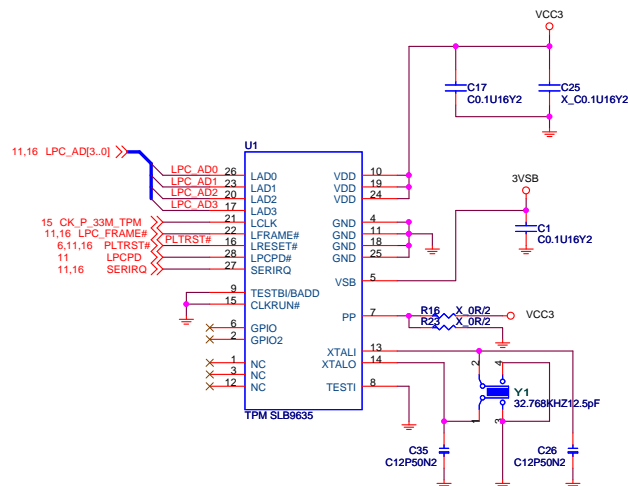 VCC3
C17
C0.1U16Y2
C25
X_C0.1U16Y2
U1
11,16 LPC_AD[3..0]
LPC_AD0 26 LAD0
LPC_AD1 23 LAD1
LPC_AD2 20 LAD2
LPC_AD3 17 LAD3
15 CK_P_33M_TPM 21 LCLK
11,16 LPC_FRAME# 22 LFRAME#
6,11,16 PLTRST# PLTRST# 16 LRESET#
11 LPCPD 28 LPCPD#
11,16 SERIRQ 27 SERIRQ
9 TESTBI/BADD
15 CLKRUN#
6 GPIO
2 GPIO2
1 NC
3 NC
12 NC
VDD 10
VDD 19
VDD 24
GND 4
GND 11
GND 18
GND 25
VSB 5
PP 7
XTALI 13
XTALO 14
TESTI 8
TPM SLB9635
3VSB
C1
C0.1U16Y2
R16 X_0R/2
R23 X_0R/2
VCC3
2 4
1 3
Y1
32.768KHZ12.5pF
C35
C12P50N2
C26
C12P50N2